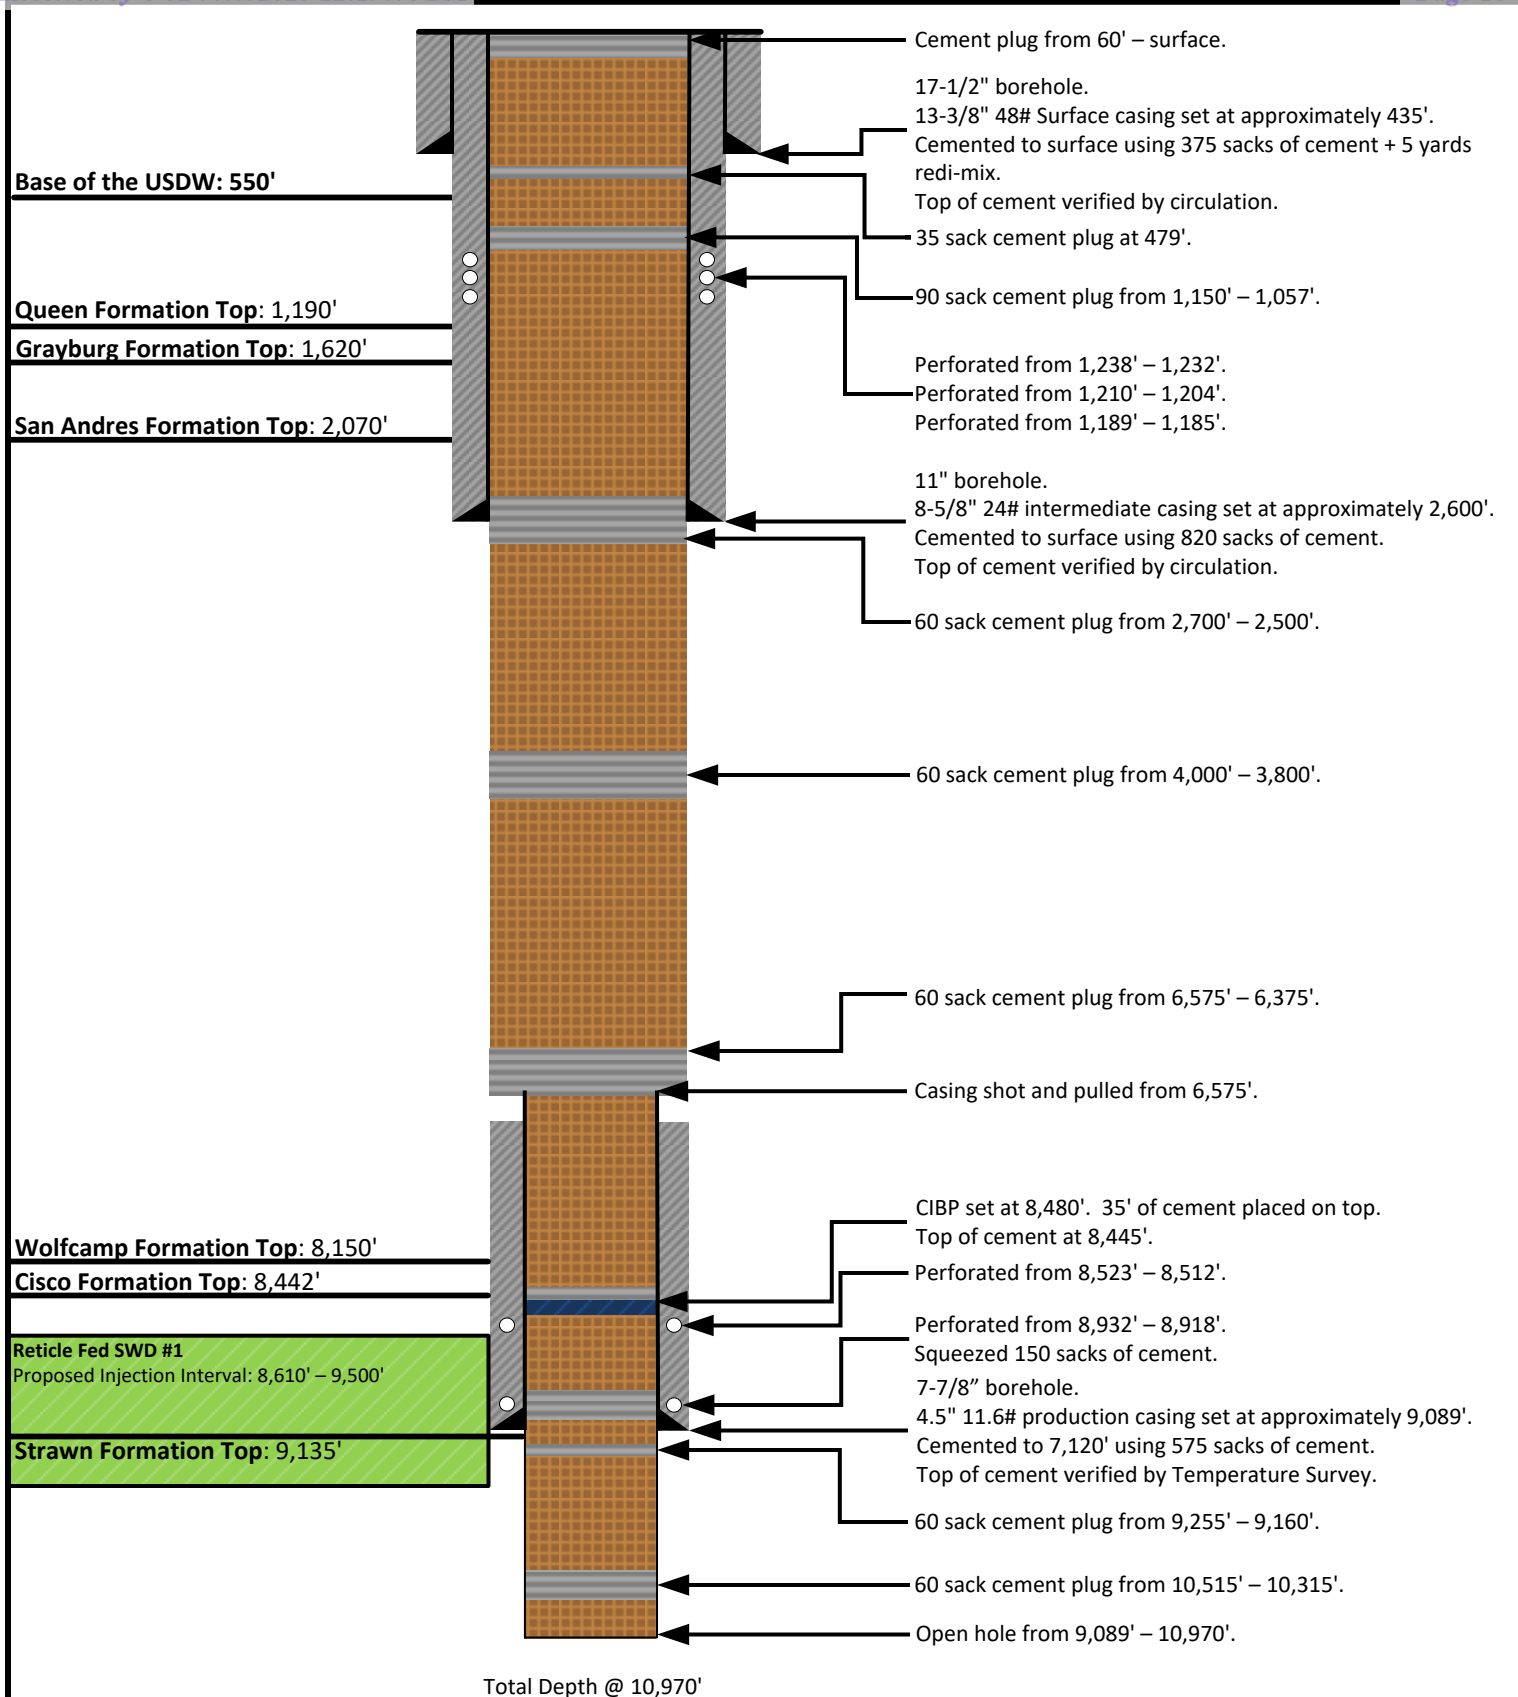 Cement plug from 60' – surface.
17-1/2" borehole.
13-3/8" 48# Surface casing set at approximately 435'.
Cemented to surface using 375 sacks of cement + 5 yards
redi-mix.
Top of cement verified by circulation.
Base of the USDW: 550'
35 sack cement plug at 479'.
90 sack cement plug from 1,150' – 1,057'.
Queen Formation Top: 1,190'
Grayburg Formation Top: 1,620'
Perforated from 1,238' – 1,232'.
Perforated from 1,210' – 1,204'.
Perforated from 1,189' – 1,185'.
San Andres Formation Top: 2,070'
11" borehole.
8-5/8" 24# intermediate casing set at approximately 2,600'.
Cemented to surface using 820 sacks of cement.
Top of cement verified by circulation.
60 sack cement plug from 2,700' – 2,500'.
60 sack cement plug from 4,000' – 3,800'.
60 sack cement plug from 6,575' – 6,375'.
Casing shot and pulled from 6,575'.
CIBP set at 8,480'. 35' of cement placed on top.
Top of cement at 8,445'.
Wolfcamp Formation Top: 8,150'
Cisco Formation Top: 8,442'
Perforated from 8,523' – 8,512'.
Perforated from 8,932' – 8,918'.
Squeezed 150 sacks of cement.
Reticle Fed SWD #1
Proposed Injection Interval: 8,610' – 9,500'
7-7/8” borehole.
4.5" 11.6# production casing set at approximately 9,089'.
Cemented to 7,120' using 575 sacks of cement.
Top of cement verified by Temperature Survey.
Strawn Formation Top: 9,135'
60 sack cement plug from 9,255' – 9,160'.
60 sack cement plug from 10,515' – 10,315'.
Open hole from 9,089' – 10,970'.
Total Depth @ 10,970'